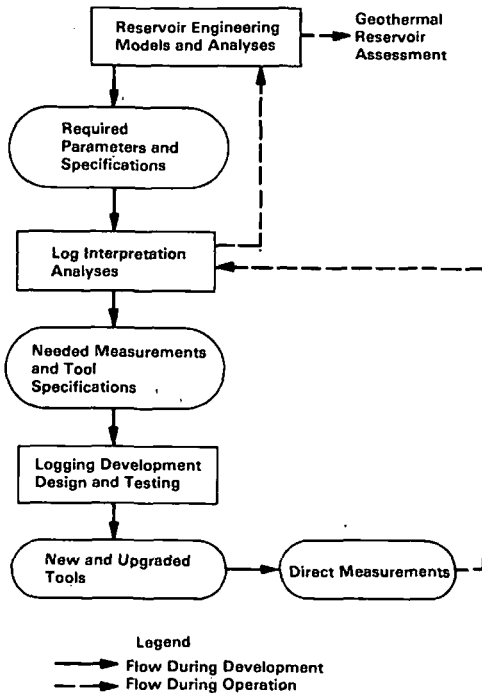 Reservoir Engineering
Models and Analyses
Geothermal
Reservoir
Assessment
Required
Parameters and
Specifications
Log Interpretation
Analyses
Needed Measurements
and Tool
Specifications
Logging Development
Design and Testing
New and Upgraded
Tools
Direct Measurements
Legend
Flow During Development
Flow During Operation